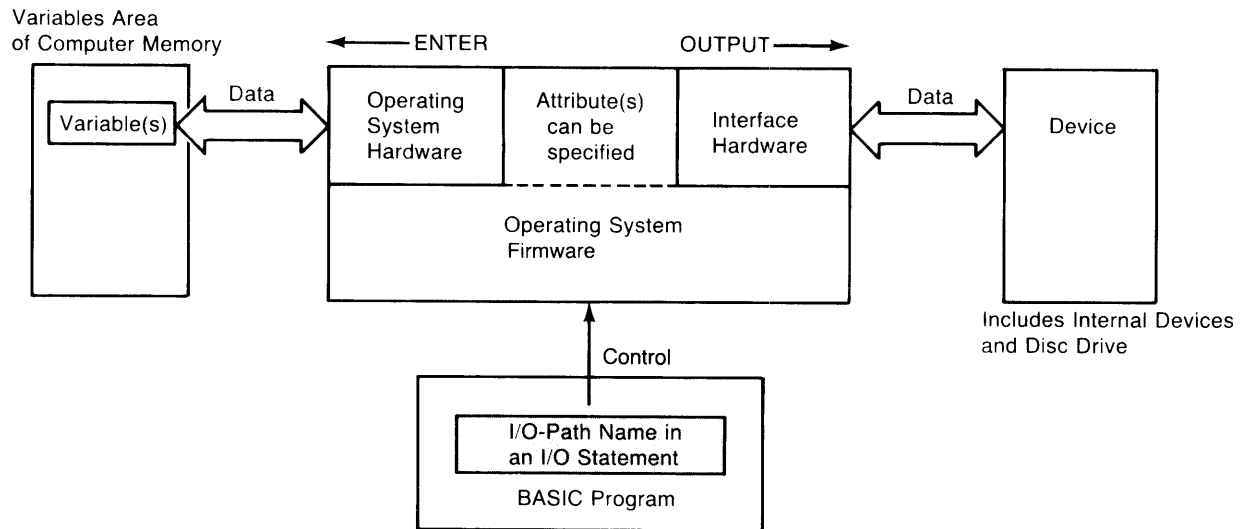 Variables Area
of Computer Memory
ENTER
OUTPUT
Data
Variable(s)
Operating
System
Hardware
Attribute(s)
can be
specified
Interface
Hardware
Data
Device
Operating System
Firmware
Includes Internal Devices
and Disc Drive
Control
I/O-Path Name in
an I/O Statement
BASIC Program